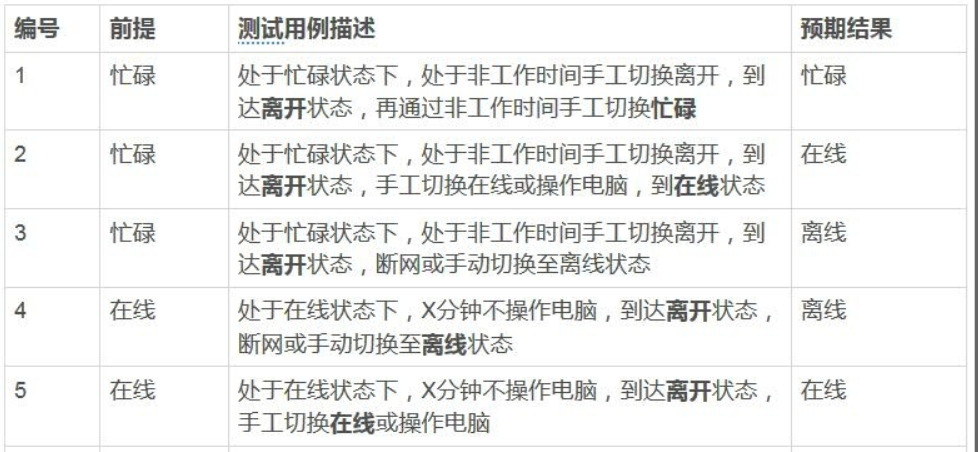 编号 前提 测试用例描述 预期结果
1 忙碌 处于忙碌状态下，处于非工作时间手工切换离开，到 忙碌
达离开状态，再通过非工作时间手工切换忙碌
2 忙碌 处于忙碌状态下，处于非工作时间手工切换离开，到 在线
达离开状态，手工切换在线或操作电脑，到在线状态
3 忙碌 处于忙碌状态下，处于非工作时间手工切换离开，到 离线
达离开状态，断网或手动切换至离线状态
4 在线 处于在线状态下，X分钟不操作电脑，到达离开状态， 离线
断网或手动切换至离线状态
5 在线 处于在线状态下，X分钟不操作电脑，到达离开状态， 在线
手工切换在线或操作电脑